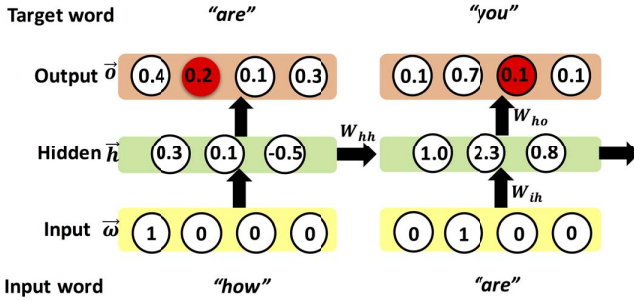 Target word "are" "you"
Output o 0.4 0.2 0.1 0.3 0.1 0.7 0.1 0.1
W_ho
W_hh
Hidden h 0.3 0.1 -0.5 1.0 2.3 0.8
W_ih
Input ω 1 0 0 0 0 1 0 0
Input word "how" "are"